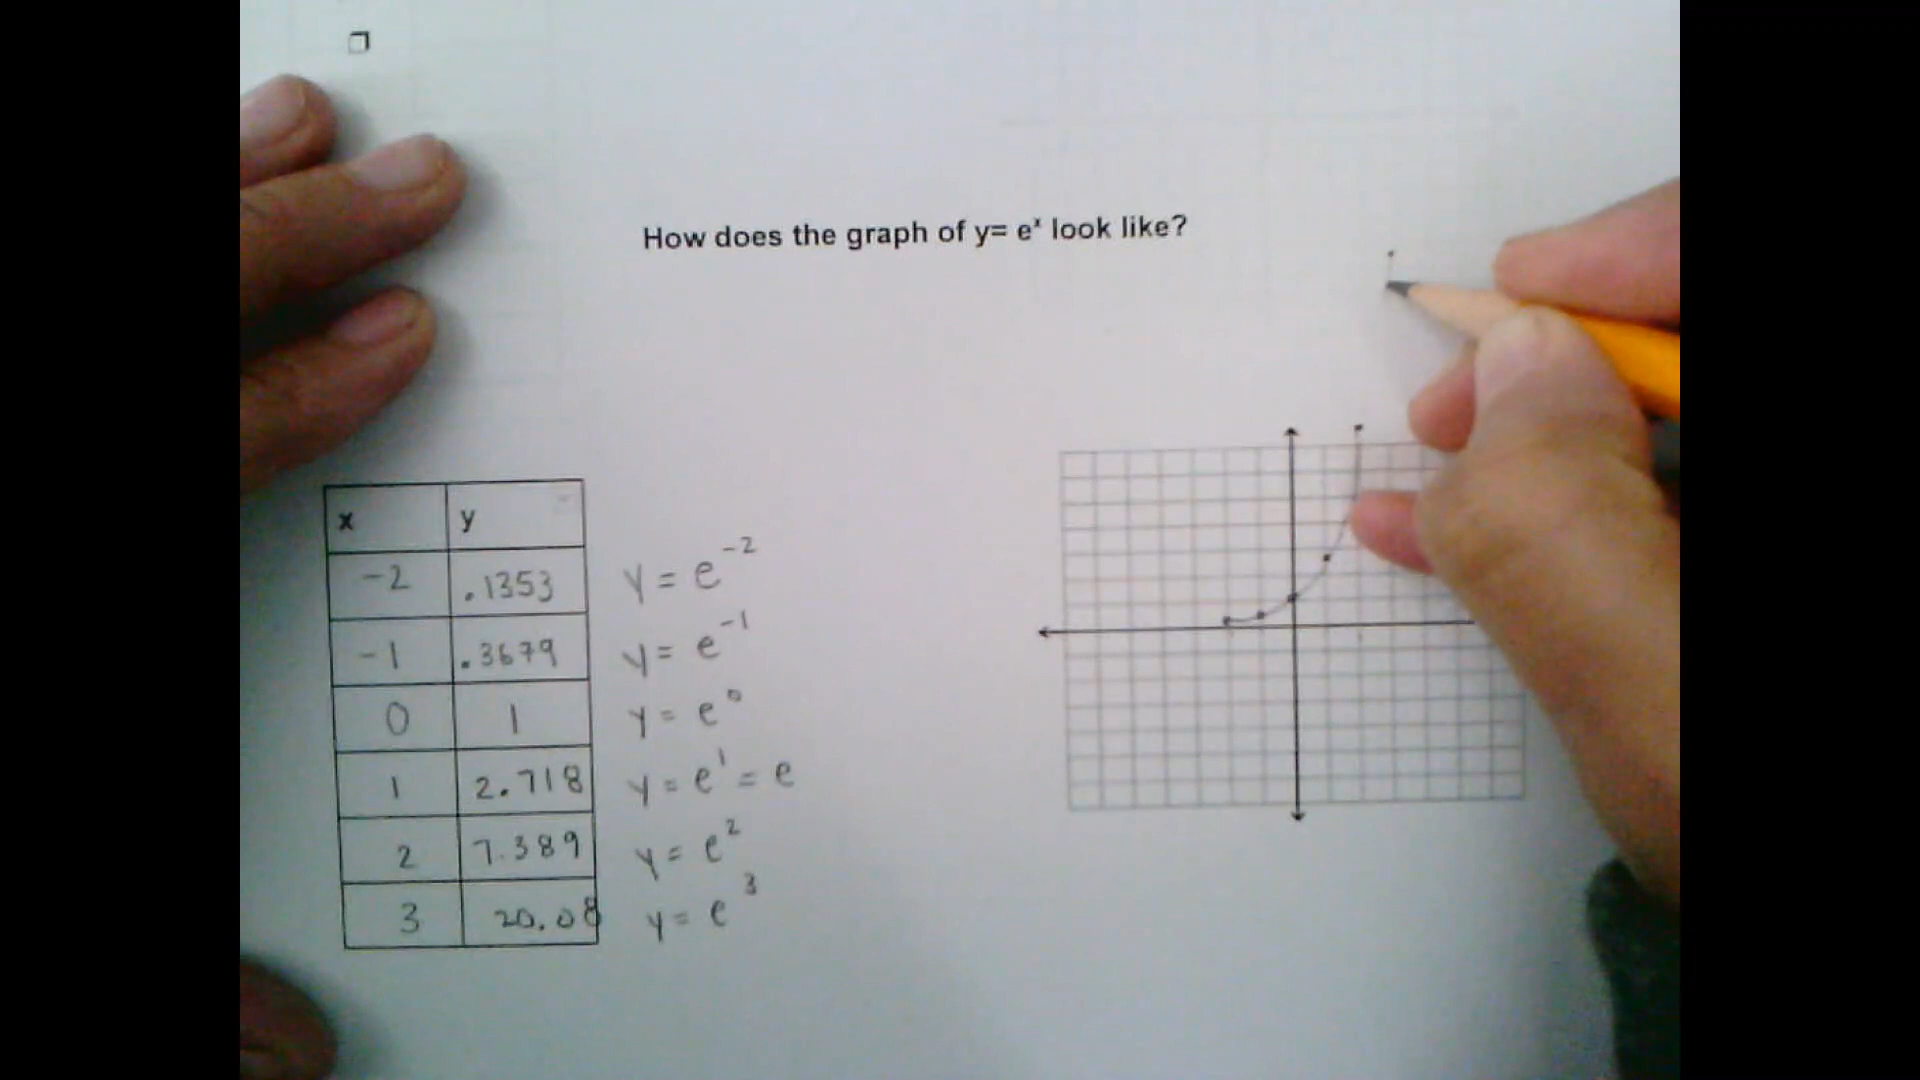 How does the graph of y= eˣ look like?
x y
-2 .1353 y = e⁻²
-1 .3679 y = e⁻¹
0 1 y = e⁰
1 2.718 y = e¹ = e
2 7.389 y = e²
3 20.08 y = e³